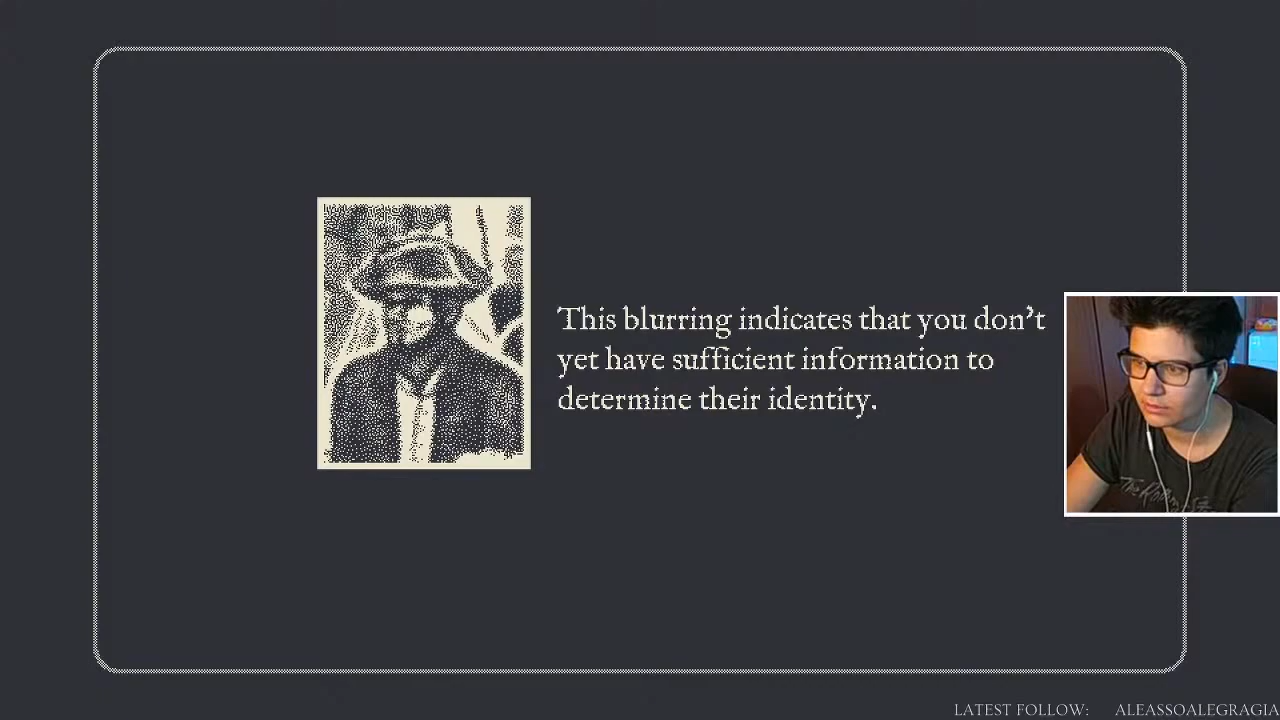 This blurring indicates that you don't
yet have sufficient information to
determine their identity.
LATEST FOLLOW: ALEASSOALEGRAGIA